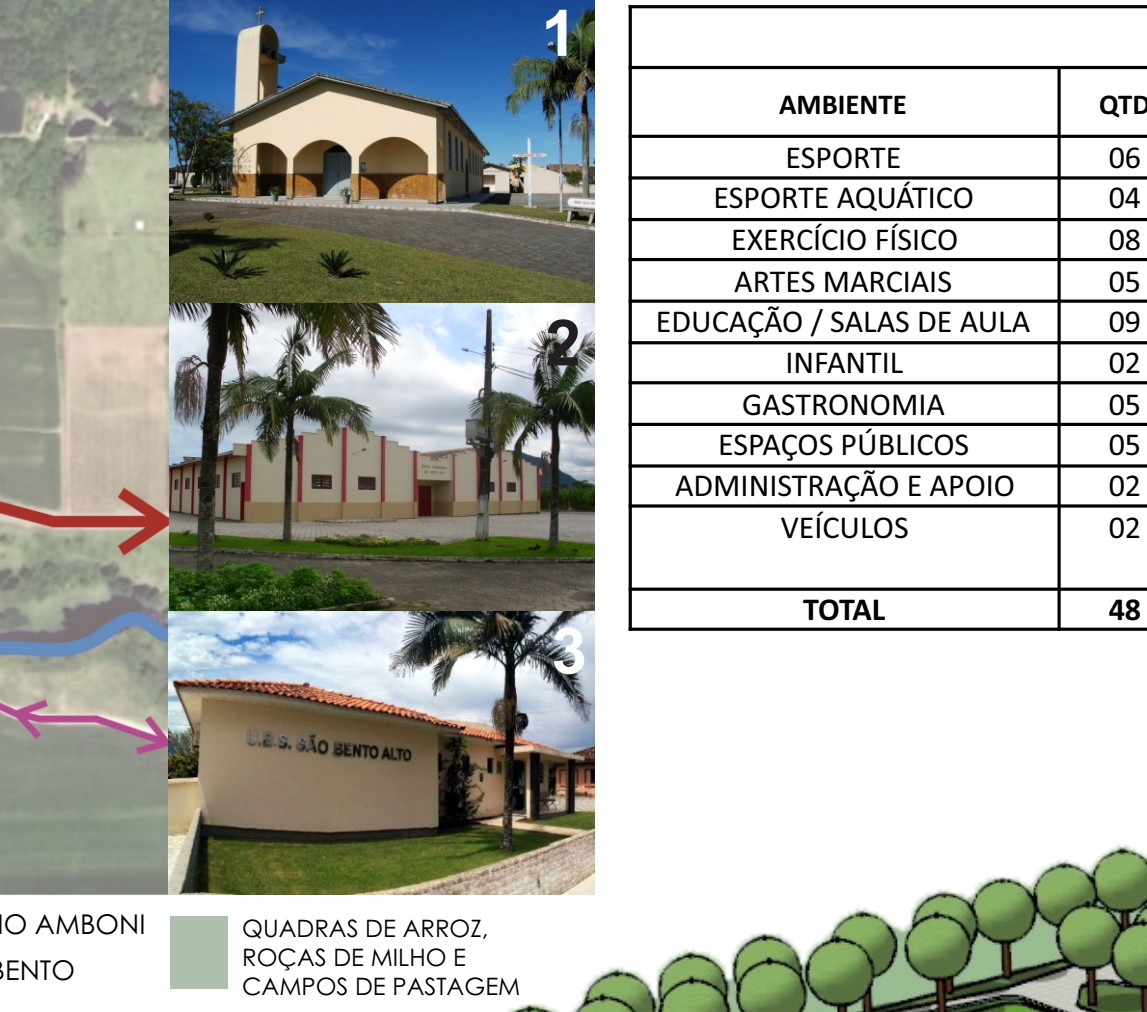 1
2
3
U.B.S. SÃO BENTO ALTO
IO AMBONI
BENTO
QUADRAS DE ARROZ,
ROÇAS DE MILHO E
CAMPOS DE PASTAGEM
AMBIENTE QTD
ESPORTE 06
ESPORTE AQUÁTICO 04
EXERCÍCIO FÍSICO 08
ARTES MARCIAIS 05
EDUCAÇÃO / SALAS DE AULA 09
INFANTIL 02
GASTRONOMIA 05
ESPAÇOS PÚBLICOS 05
ADMINISTRAÇÃO E APOIO 02
VEÍCULOS 02
TOTAL 48